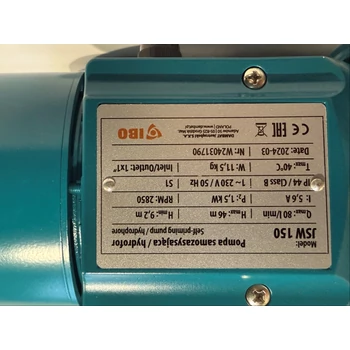 Model:
JSW 150
Pompa samozasysająca / hydrofor
Self-priming pump / hydrophore
Q.max 80 l/min
H.max: 46 m
H.min: 9,2 m
I: 5,6 A
P₂: 1,5 kW
RPM 2850
IP 44 / Class B
1~ 230V 50 Hz
S1
T.max: 40°C
W: 11,5 kg
Inlet/Outlet: 1x1"
Date: 2024-03
Nr: W24031790
CE EAC
IBO